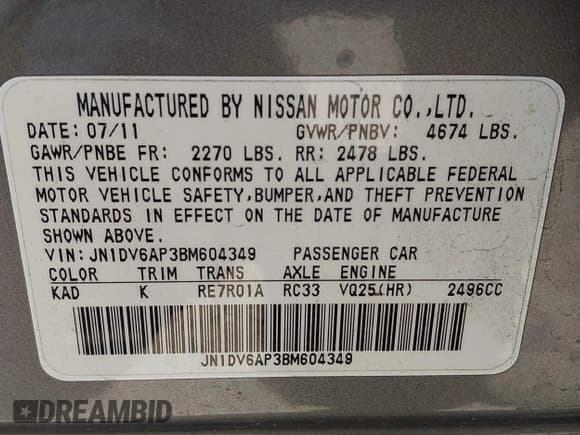 MANUFACTURED BY NISSAN MOTOR CO.,LTD.
DATE: 07/11 GVWR/PNBV: 4674 LBS.
GAWR/PNBE FR: 2270 LBS. RR: 2478 LBS.
THIS VEHICLE CONFORMS TO ALL APPLICABLE FEDERAL
MOTOR VEHICLE SAFETY,BUMPER,AND THEFT PREVENTION
STANDARDS IN EFFECT ON THE DATE OF MANUFACTURE
SHOWN ABOVE.
VIN: JN1DV6AP3BM604349 PASSENGER CAR
COLOR TRIM TRANS AXLE ENGINE
KAD K RE7R01A RC33 VQ25(HR) 2496CC
JN1DV6AP3BM604349
DREAMBID